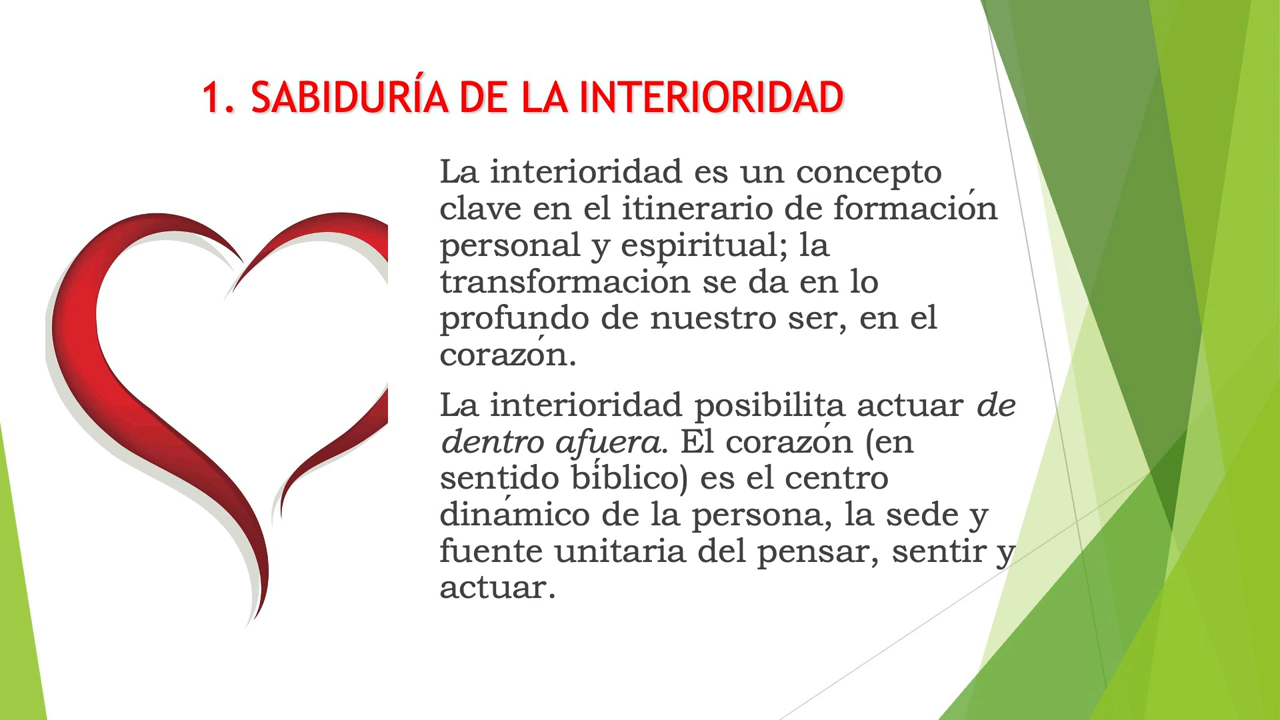 1. SABIDURÍA DE LA INTERIORIDAD
La interioridad es un concepto
clave en el itinerario de formación
personal y espiritual; la
transformación se da en lo
profundo de nuestro ser, en el
corazón.
La interioridad posibilita actuar de
dentro afuera. El corazón (en
sentido bíblico) es el centro
dinámico de la persona, la sede y
fuente unitaria del pensar, sentir y
actuar.